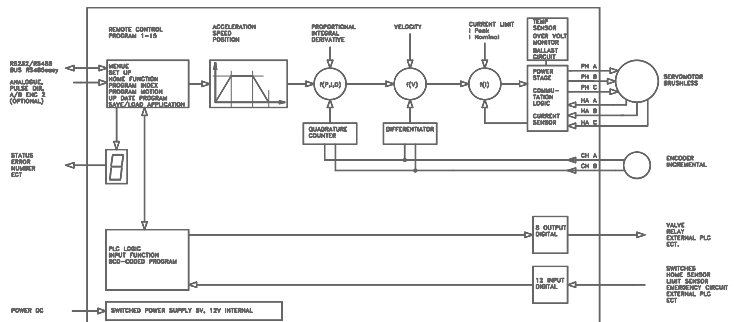 REMOTE CONTROL
PROGRAM 1-15
ACCELERATION
SPEED
POSITION
PROPORTIONAL
INTEGRAL
DERIVATIVE
VELOCITY
CURRENT LIMIT
I Peak
I Nominal
TEMP
SENSOR
OVER VOLT
MONITOR
BALLAST
CIRCUIT
RS232/RS485
BUS RS485easy
ANALOGUE,
PULSE DIR,
A/B ENC 2
(OPTIONAL)
MENUE
SET UP
HOME FUNCTION
PROGRAM INDEX
PROGRAM MOTION
UP DATE PROGRAM
SAVE/LOAD APPLICATION
f(P,I,D)
f(V)
f(I)
POWER
STAGE
COMMU-
TATION
LOGIC
CURRENT
SENSOR
PH A
PH B
PH C
HA A
HA B
HA C
SERVOMOTOR
BRUSHLESS
QUADRATURE
COUNTER
DIFFERENTIATOR
STATUS
ERROR
NUMBER
ECT
CH A
CH B
ENCODER
INCREMENTAL
PLC LOGIC
INPUT FUNCTION
BCD-CODED PROGRAM
8 OUTPUT
DIGITAL
VALVE
RELAY
EXTERNAL PLC
ECT.
12 INPUT
DIGITAL
SWITCHES
HOME SENSOR
LIMIT SENSOR
EMERGENCY CIRCUIT
EXTERNAL PLC
ECT
POWER DC
SWITCHED POWER SUPPLY 5V, 12V INTERNAL